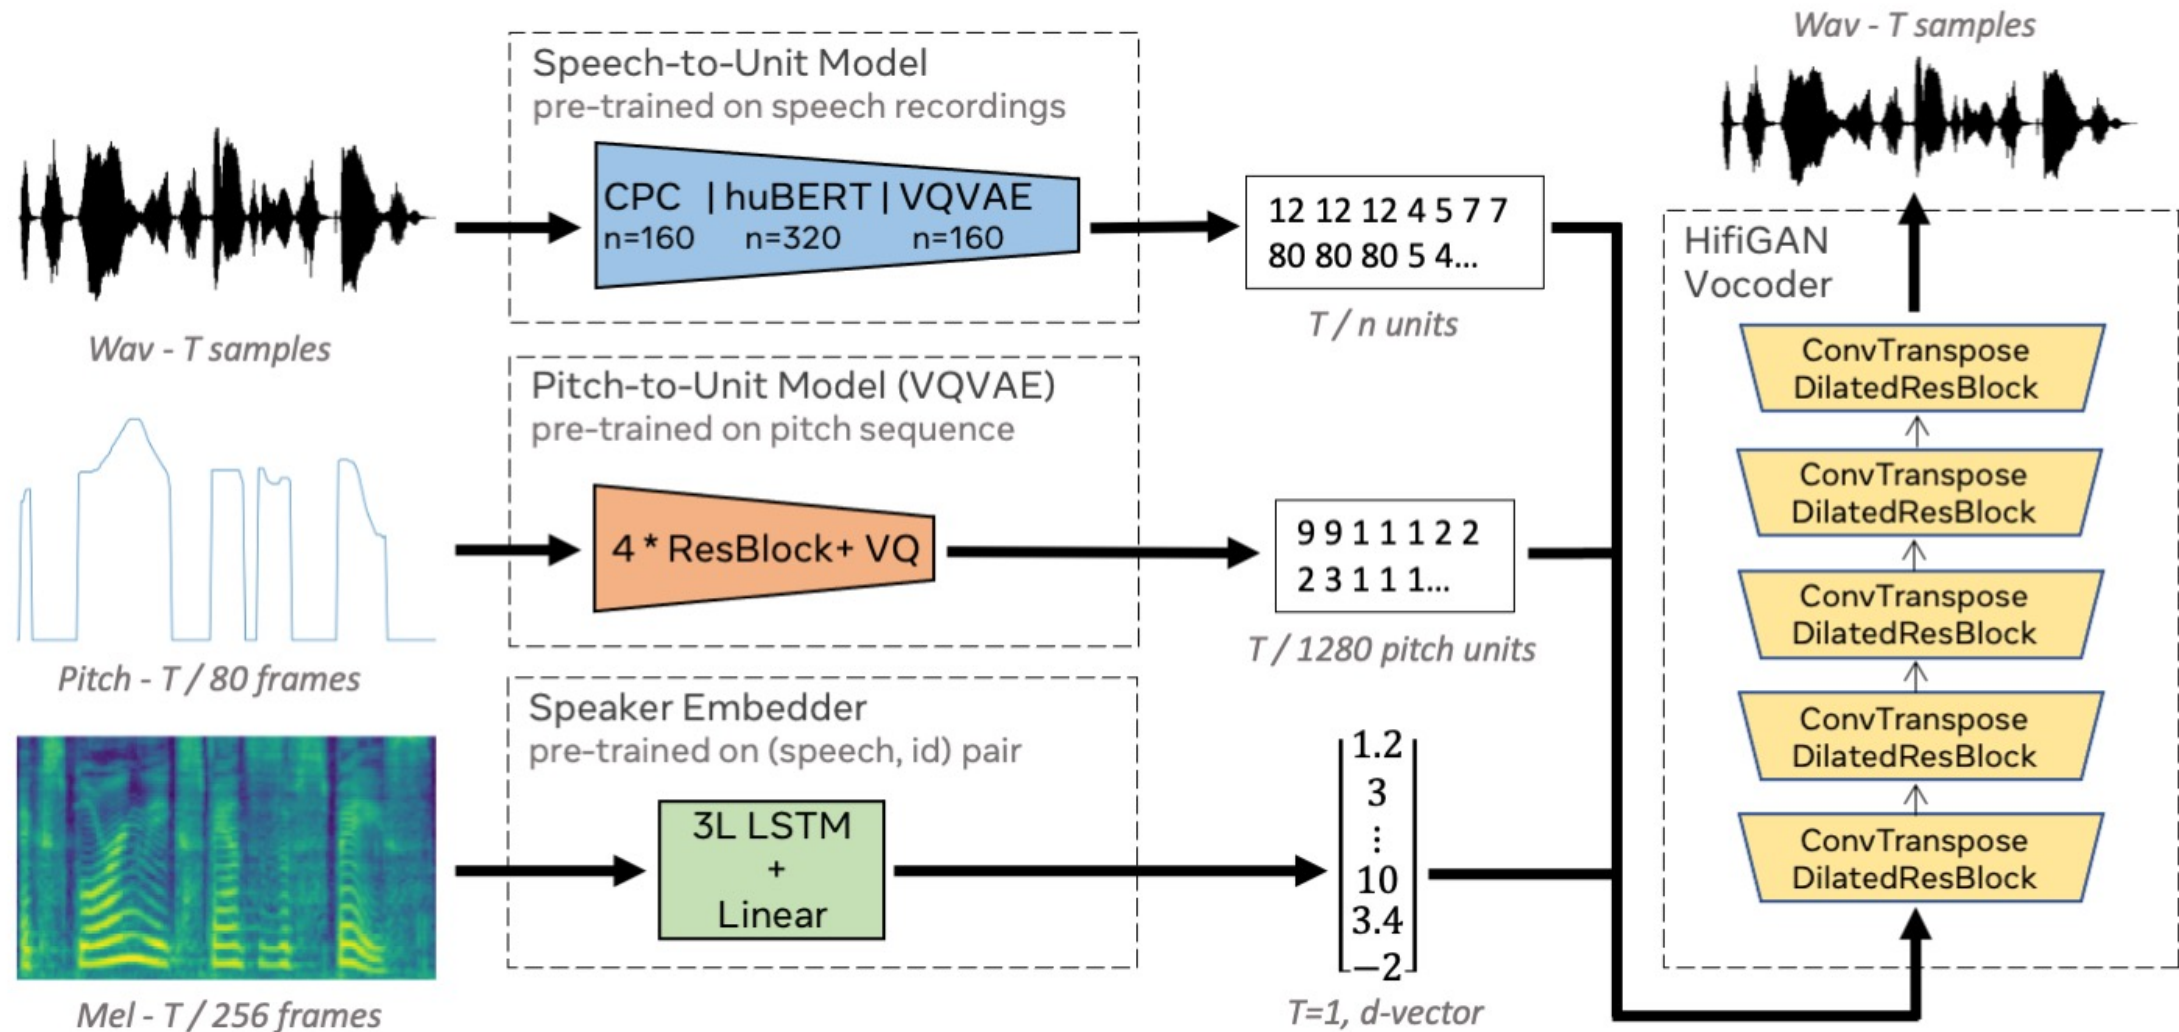 Wav - T samples
Speech-to-Unit Model
pre-trained on speech recordings
CPC | huBERT | VQVAE
n=160 n=320 n=160
12 12 12 4 5 7 7
80 80 80 5 4...
T / n units
Pitch - T / 80 frames
Pitch-to-Unit Model (VQVAE)
pre-trained on pitch sequence
4 * ResBlock+ VQ
9 9 1 1 1 2 2
2 3 1 1 1...
T / 1280 pitch units
Mel - T / 256 frames
Speaker Embedder
pre-trained on (speech, id) pair
3L LSTM
+
Linear
1.2
3
⋮
10
3.4
−2
T=1, d-vector
Wav - T samples
HifiGAN
Vocoder
ConvTranspose
DilatedResBlock
ConvTranspose
DilatedResBlock
ConvTranspose
DilatedResBlock
ConvTranspose
DilatedResBlock
ConvTranspose
DilatedResBlock